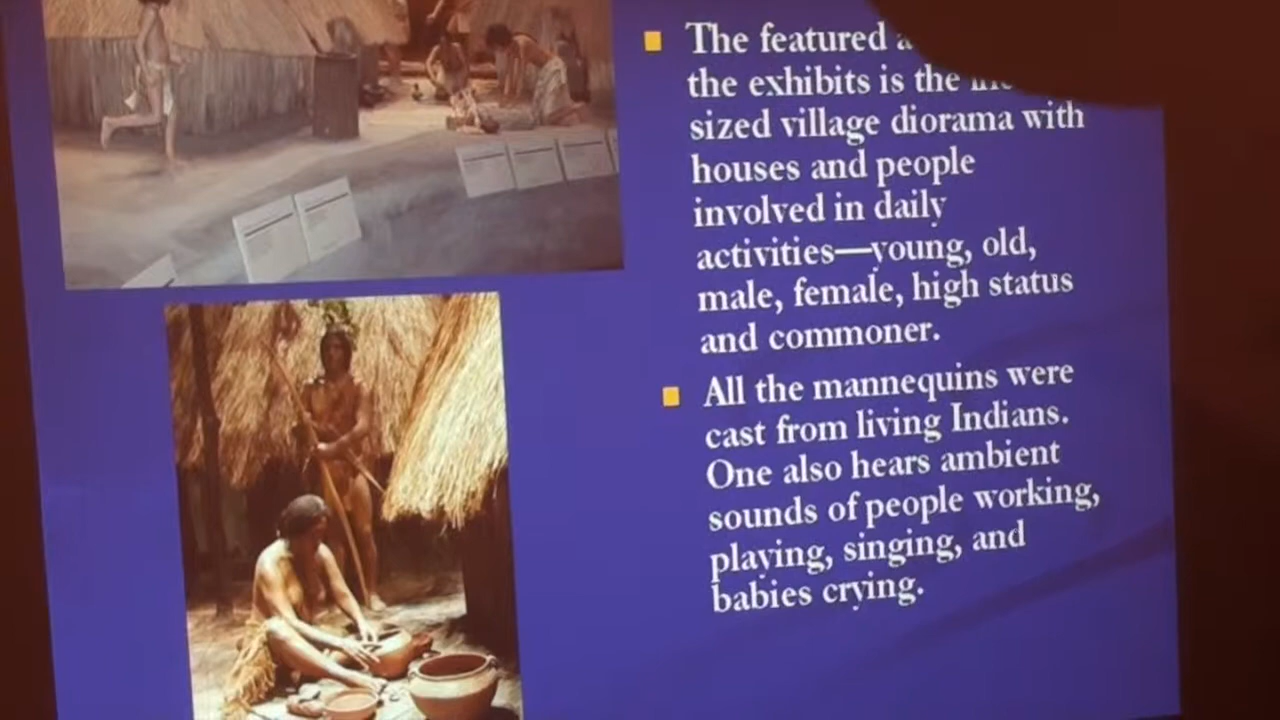 The featured
the exhibits is the
sized village diorama with
houses and people
involved in daily
activities—young, old,
male, female, high status
and commoner.
All the mannequins were
cast from living Indians.
One also hears ambient
sounds of people working,
playing, singing, and
babies crying.